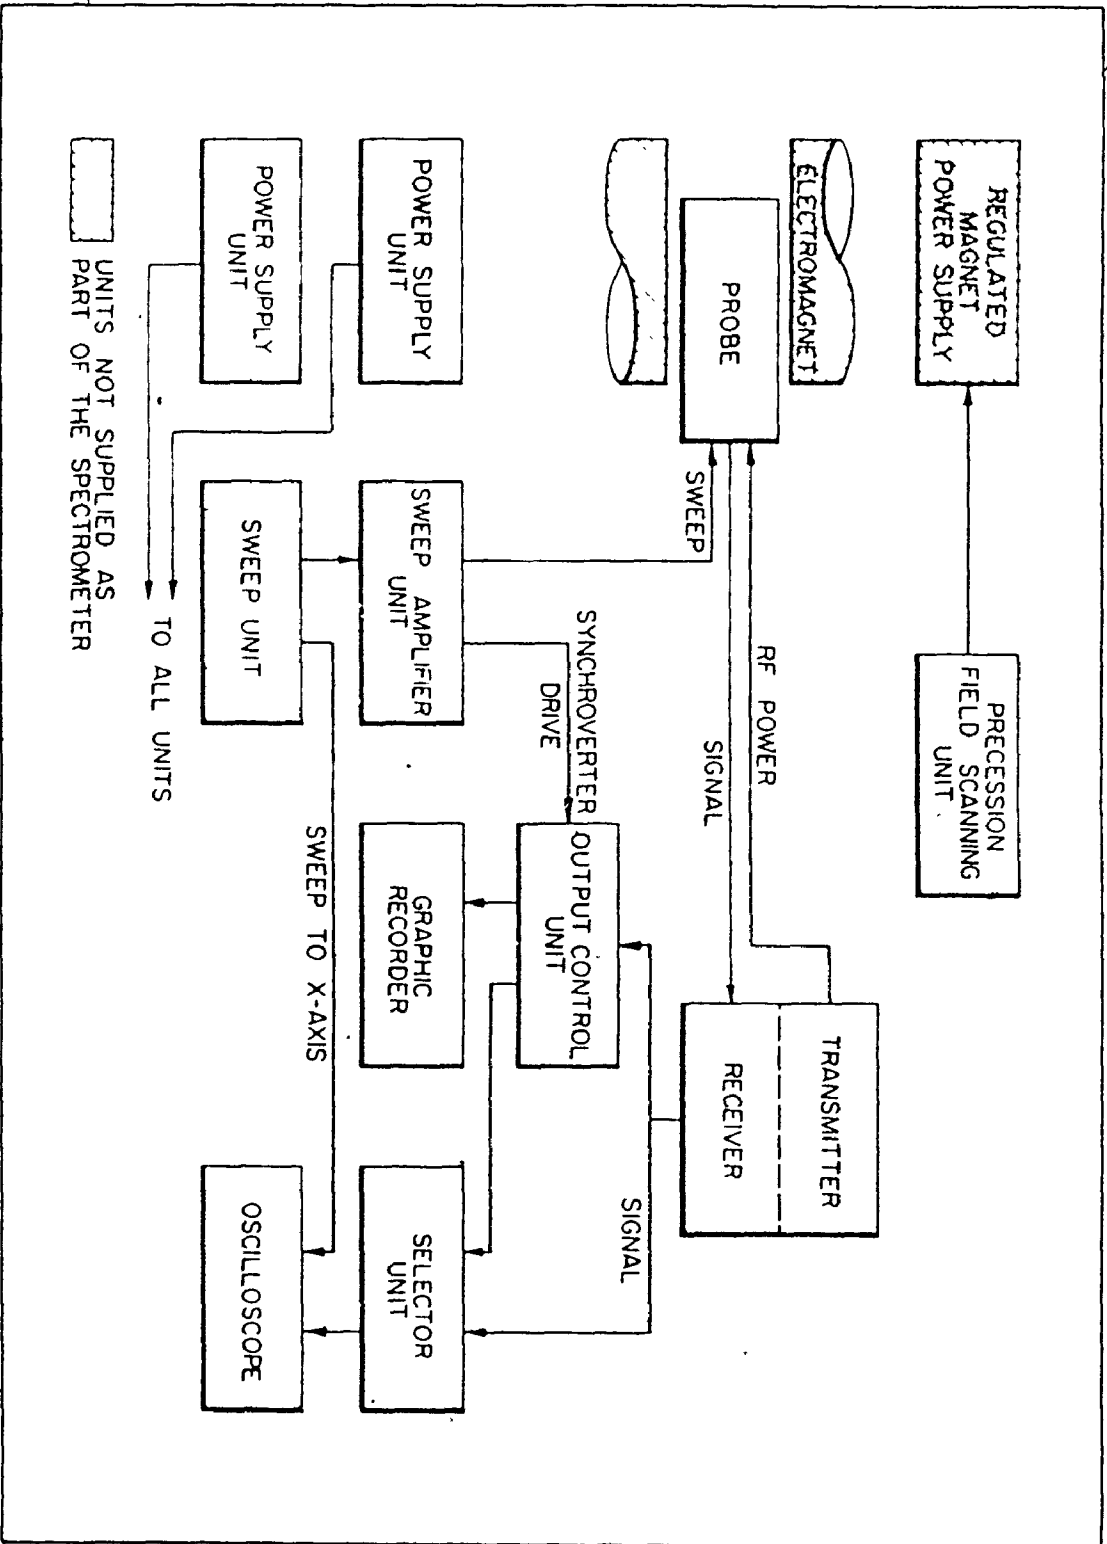 REGULATED
MAGNET
POWER SUPPLY
PRECESSION
FIELD SCANNING
UNIT
ELECTROMAGNET
TRANSMITTER
RF POWER
PROBE
RECEIVER
SIGNAL
SWEEP
SIGNAL
SYNCHROVERTER
DRIVE
OUTPUT CONTROL
UNIT
POWER SUPPLY
UNIT
SWEEP AMPLIFIER
UNIT
GRAPHIC
RECORDER
SELECTOR
UNIT
SWEEP TO X-AXIS
POWER SUPPLY
UNIT
SWEEP UNIT
OSCILLOSCOPE
TO ALL UNITS
UNITS NOT SUPPLIED AS
PART OF THE SPECTROMETER